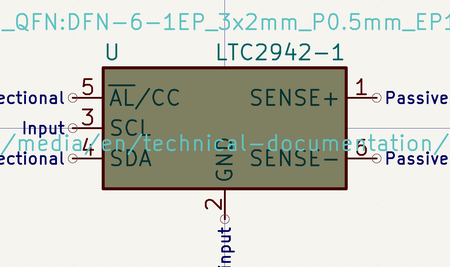 _QFN:DFN-6-1EP_3x2mm_P0.5mm_EP1
U LTC2942-1
ectional 5 AL/CC SENSE+ 1 Passive
Input 3 SCL
/media/en/technical-documentation/
ectional 4 SDA GND SENSE- 6 Passive
2
input